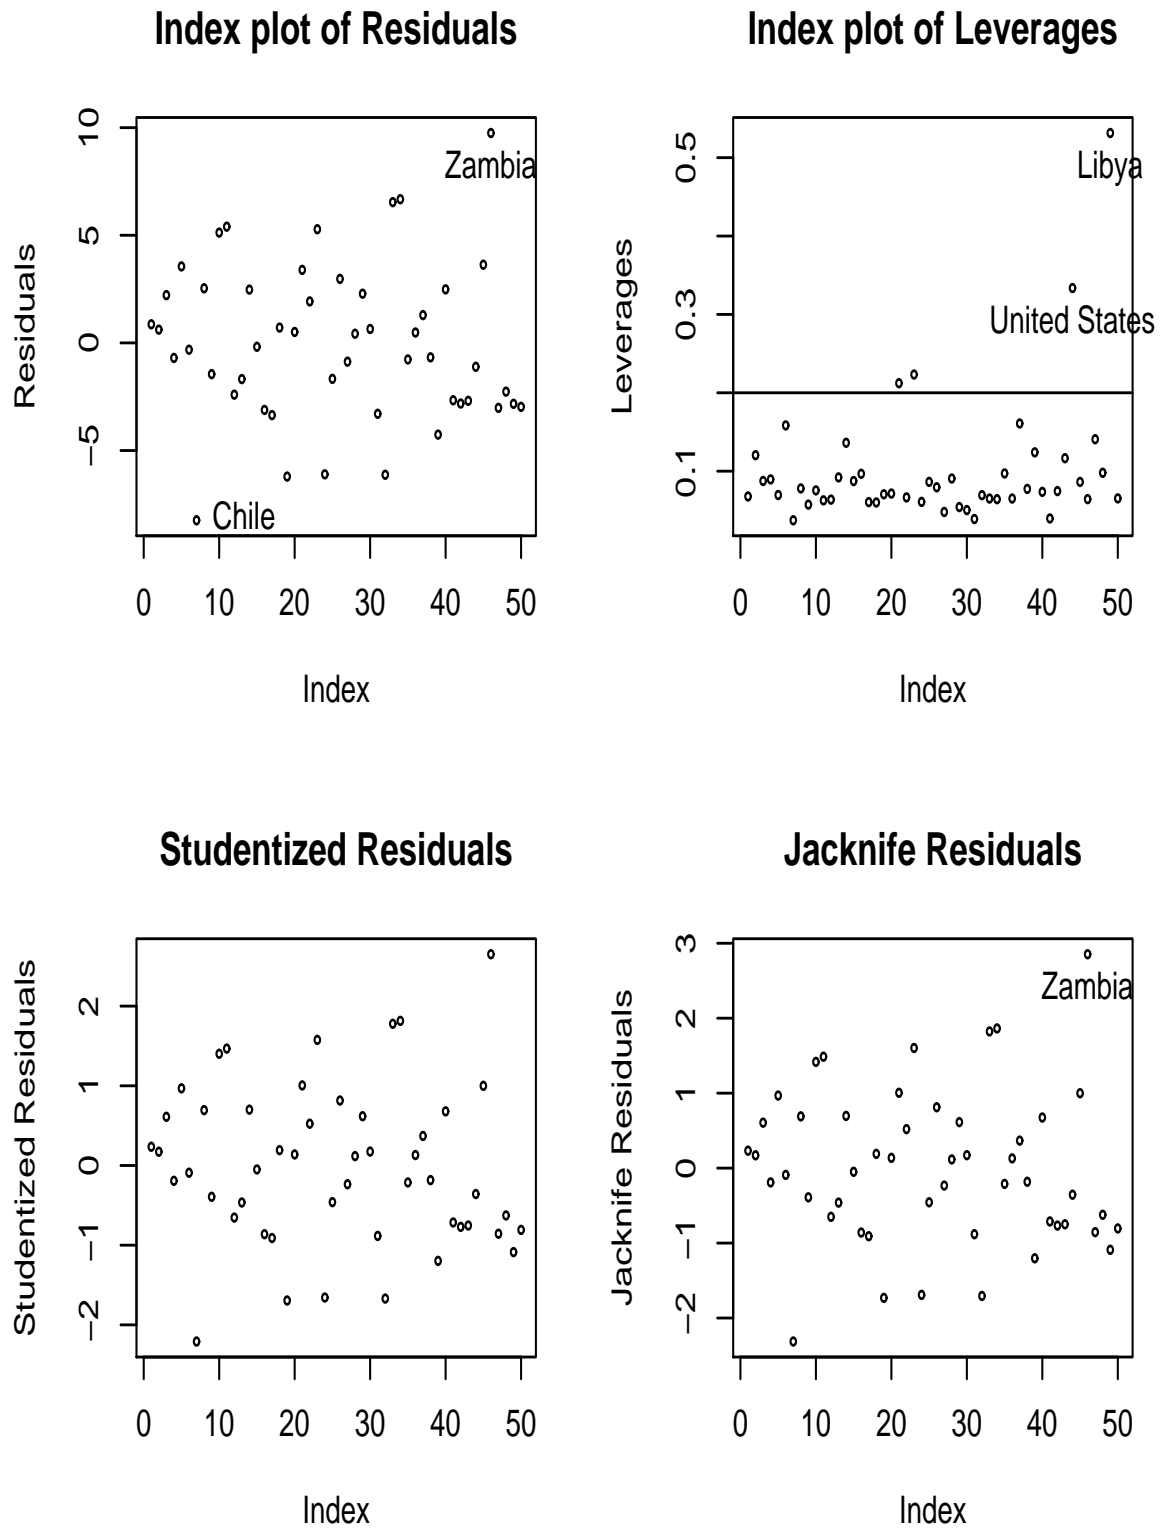 Index plot of Residuals
Residuals
10
5
0
−5
Zambia
Chile
0 10 20 30 40 50
Index
Index plot of Leverages
Leverages
0.5
0.3
0.1
Libya
United States
0 10 20 30 40 50
Index
Studentized Residuals
Studentized Residuals
2
1
0
−1
−2
0 10 20 30 40 50
Index
Jacknife Residuals
Jacknife Residuals
3
2
1
0
−1
−2
Zambia
0 10 20 30 40 50
Index